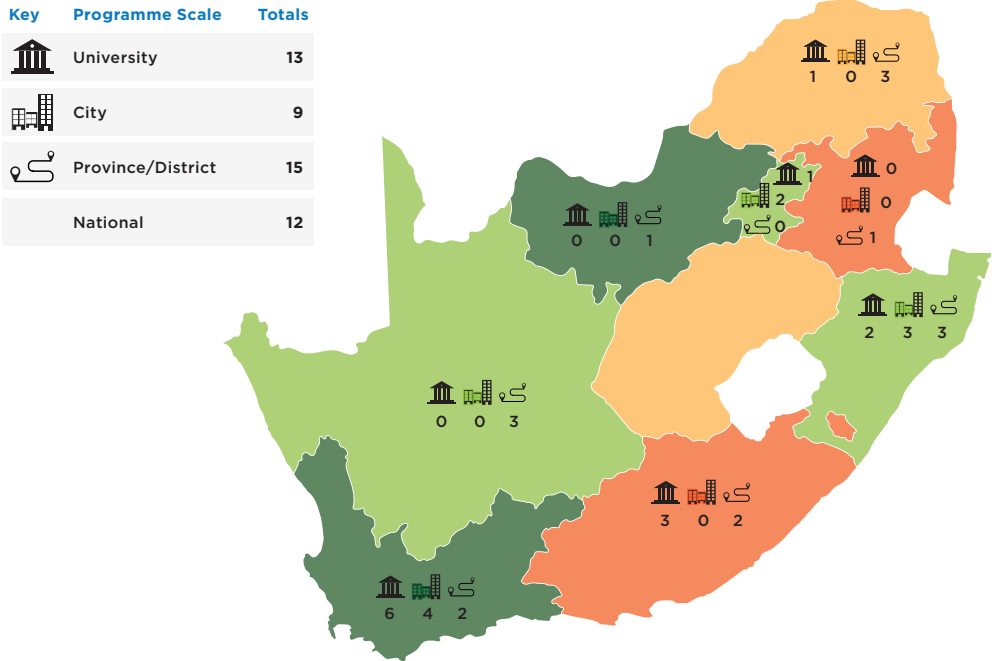 Key Programme Scale Totals
University 13
City 9
Province/District 15
National 12
1 0 3
0
0
1
1
2
0
0 0 1
2 3 3
0 0 3
3 0 2
6 4 2